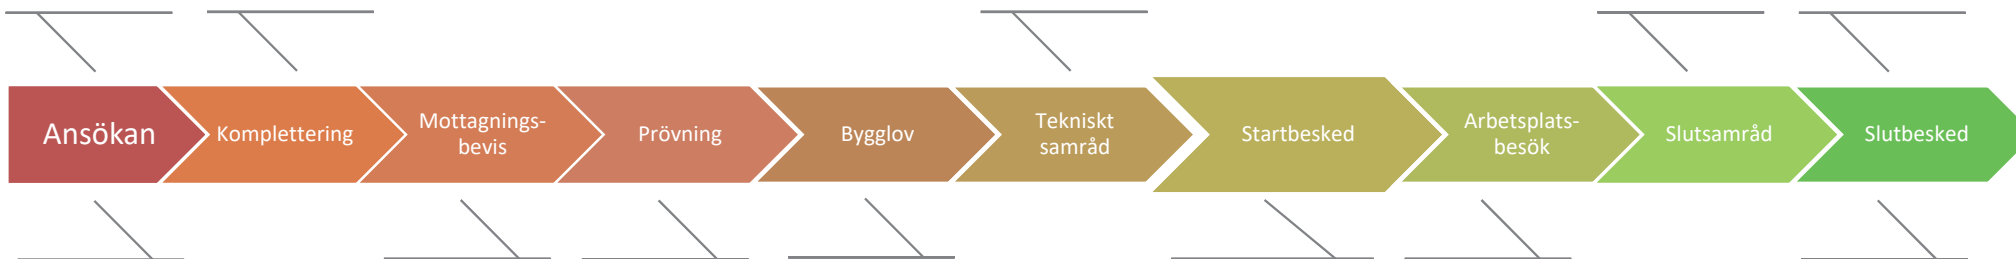 Ansökan
Komplettering
Mottagnings-
bevis
Prövning
Bygglov
Tekniskt
samråd
Startbesked
Arbetsplats-
besök
Slutsamråd
Slutbesked